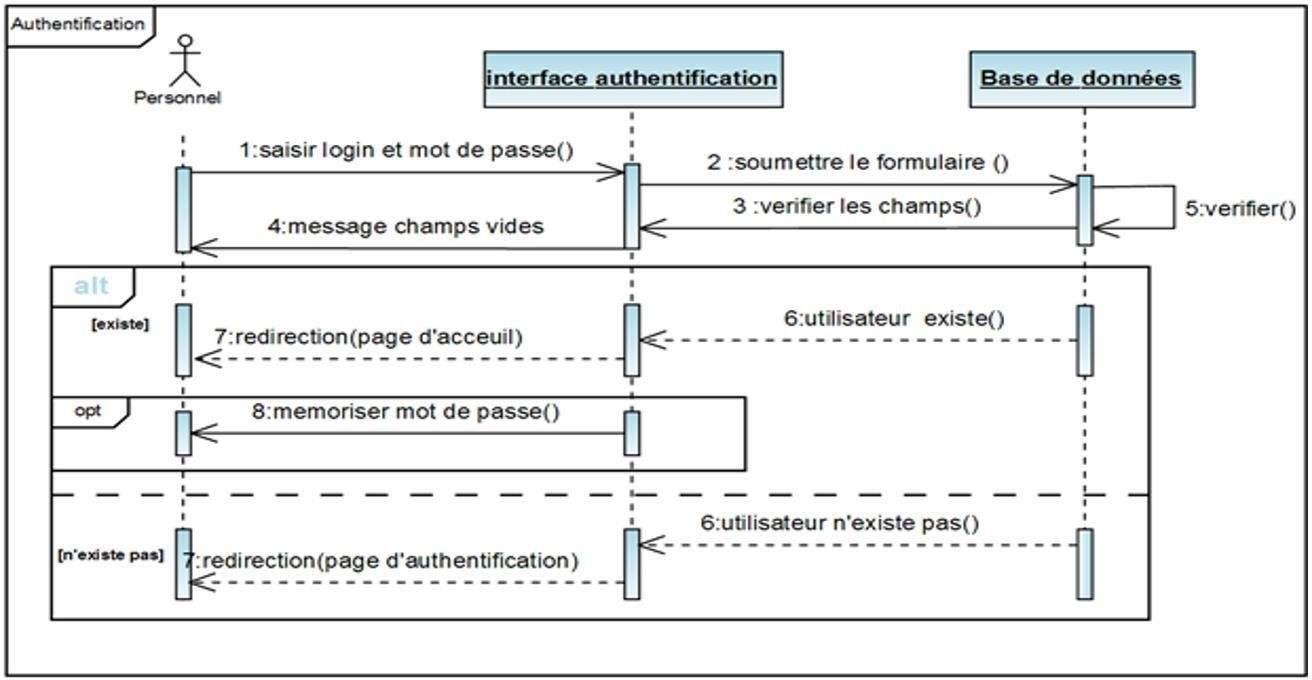 Authentification
Personnel
interface authentification
Base de données
1:saisir login et mot de passe()
2 :soumettre le formulaire ()
3 :verifier les champs()
5:verifier()
4:message champs vides
alt
[existe]
6:utilisateur existe()
7:redirection(page d'acceuil)
opt
8:memoriser mot de passe()
6:utilisateur n'existe pas()
[n'existe pas]
7:redirection(page d'authentification)